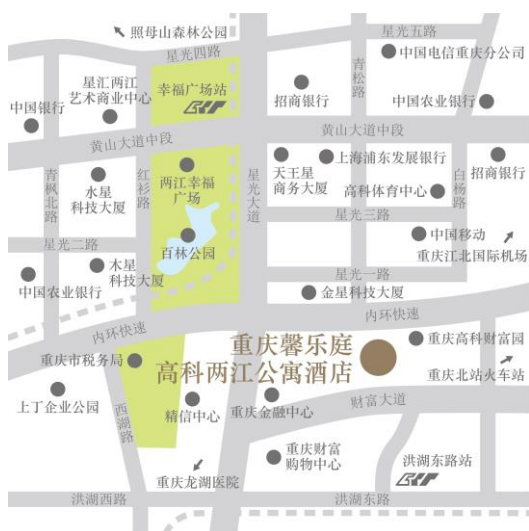 照母山森林公园
星光五路
星光四路
中国电信重庆分公司
青松路
星汇两江
艺术商业中心
幸福广场站
招商银行
中国农业银行
中国银行
黄山大道中段
黄山大道中段
青枫北路
水星
科技大厦
红衫路
两江幸福
广场
星光大道
天王星
商务大厦
上海浦东发展银行
高科体育中心
白杨路
招商银行
星光三路
星光二路
中国移动
重庆江北国际机场
百林公园
木星
科技大厦
中国农业银行
星光一路
金星科技大厦
内环快速
内环快速
重庆馨乐庭
高科两江公寓酒店
重庆高科财富园
重庆市税务局
重庆北站火车站
上丁企业公园
西湖路
精信中心
重庆金融中心
财富大道
重庆财富
购物中心
重庆龙湖医院
洪湖东路站
洪湖西路
洪湖东路